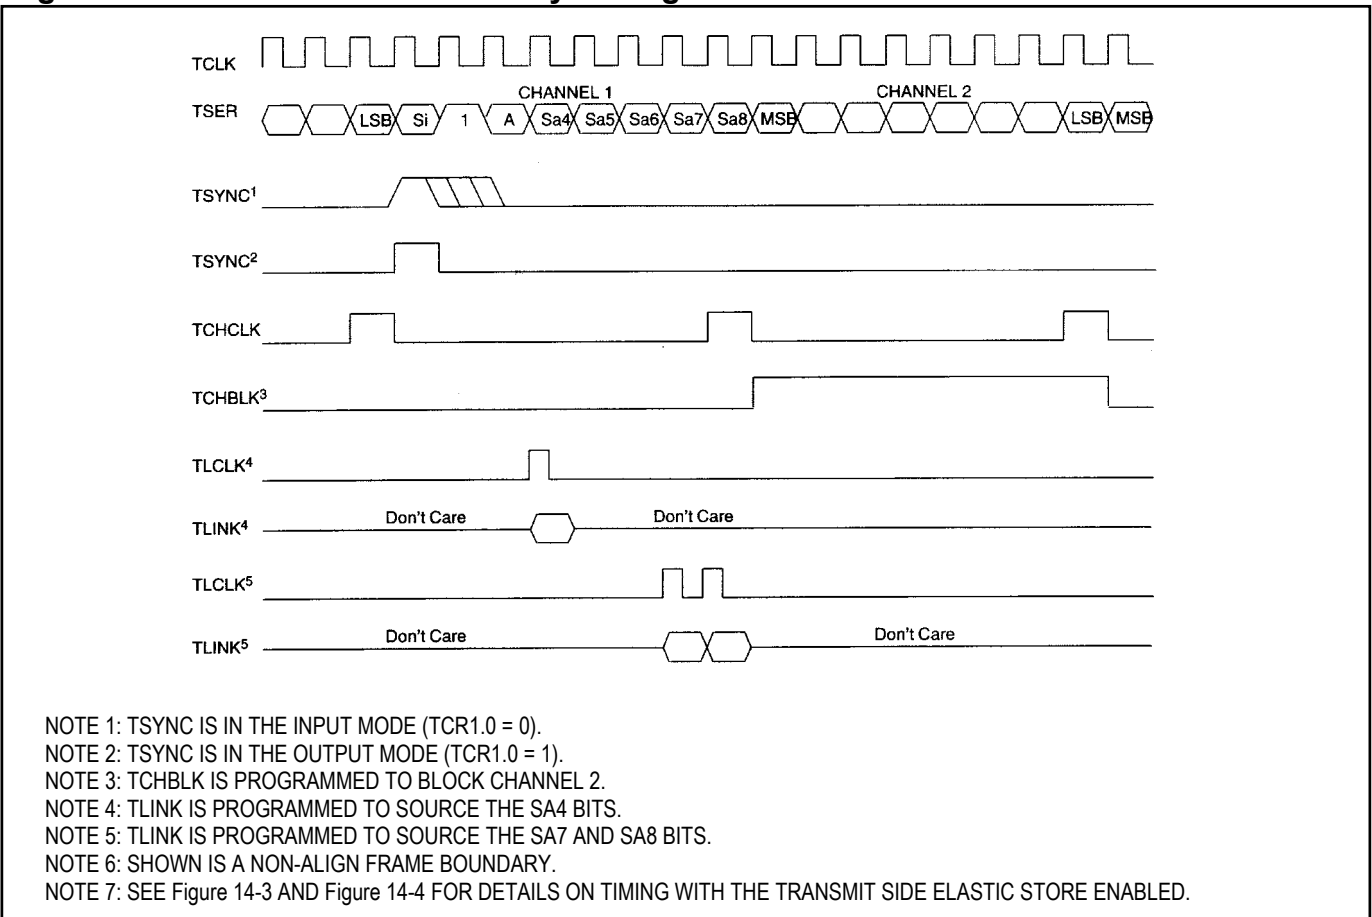 TCLK
CHANNEL 1 CHANNEL 2
TSER LSB Si 1 A Sa4 Sa5 Sa6 Sa7 Sa8 MSB LSB MSB
TSYNC1
TSYNC2
TCHCLK
TCHBLK3
TLCLK4
Don't Care Don't Care
TLINK4
TLCLK5
Don't Care Don't Care
TLINK5
NOTE 1: TSYNC IS IN THE INPUT MODE (TCR1.0 = 0).
NOTE 2: TSYNC IS IN THE OUTPUT MODE (TCR1.0 = 1).
NOTE 3: TCHBLK IS PROGRAMMED TO BLOCK CHANNEL 2.
NOTE 4: TLINK IS PROGRAMMED TO SOURCE THE SA4 BITS.
NOTE 5: TLINK IS PROGRAMMED TO SOURCE THE SA7 AND SA8 BITS.
NOTE 6: SHOWN IS A NON-ALIGN FRAME BOUNDARY.
NOTE 7: SEE Figure 14-3 AND Figure 14-4 FOR DETAILS ON TIMING WITH THE TRANSMIT SIDE ELASTIC STORE ENABLED.